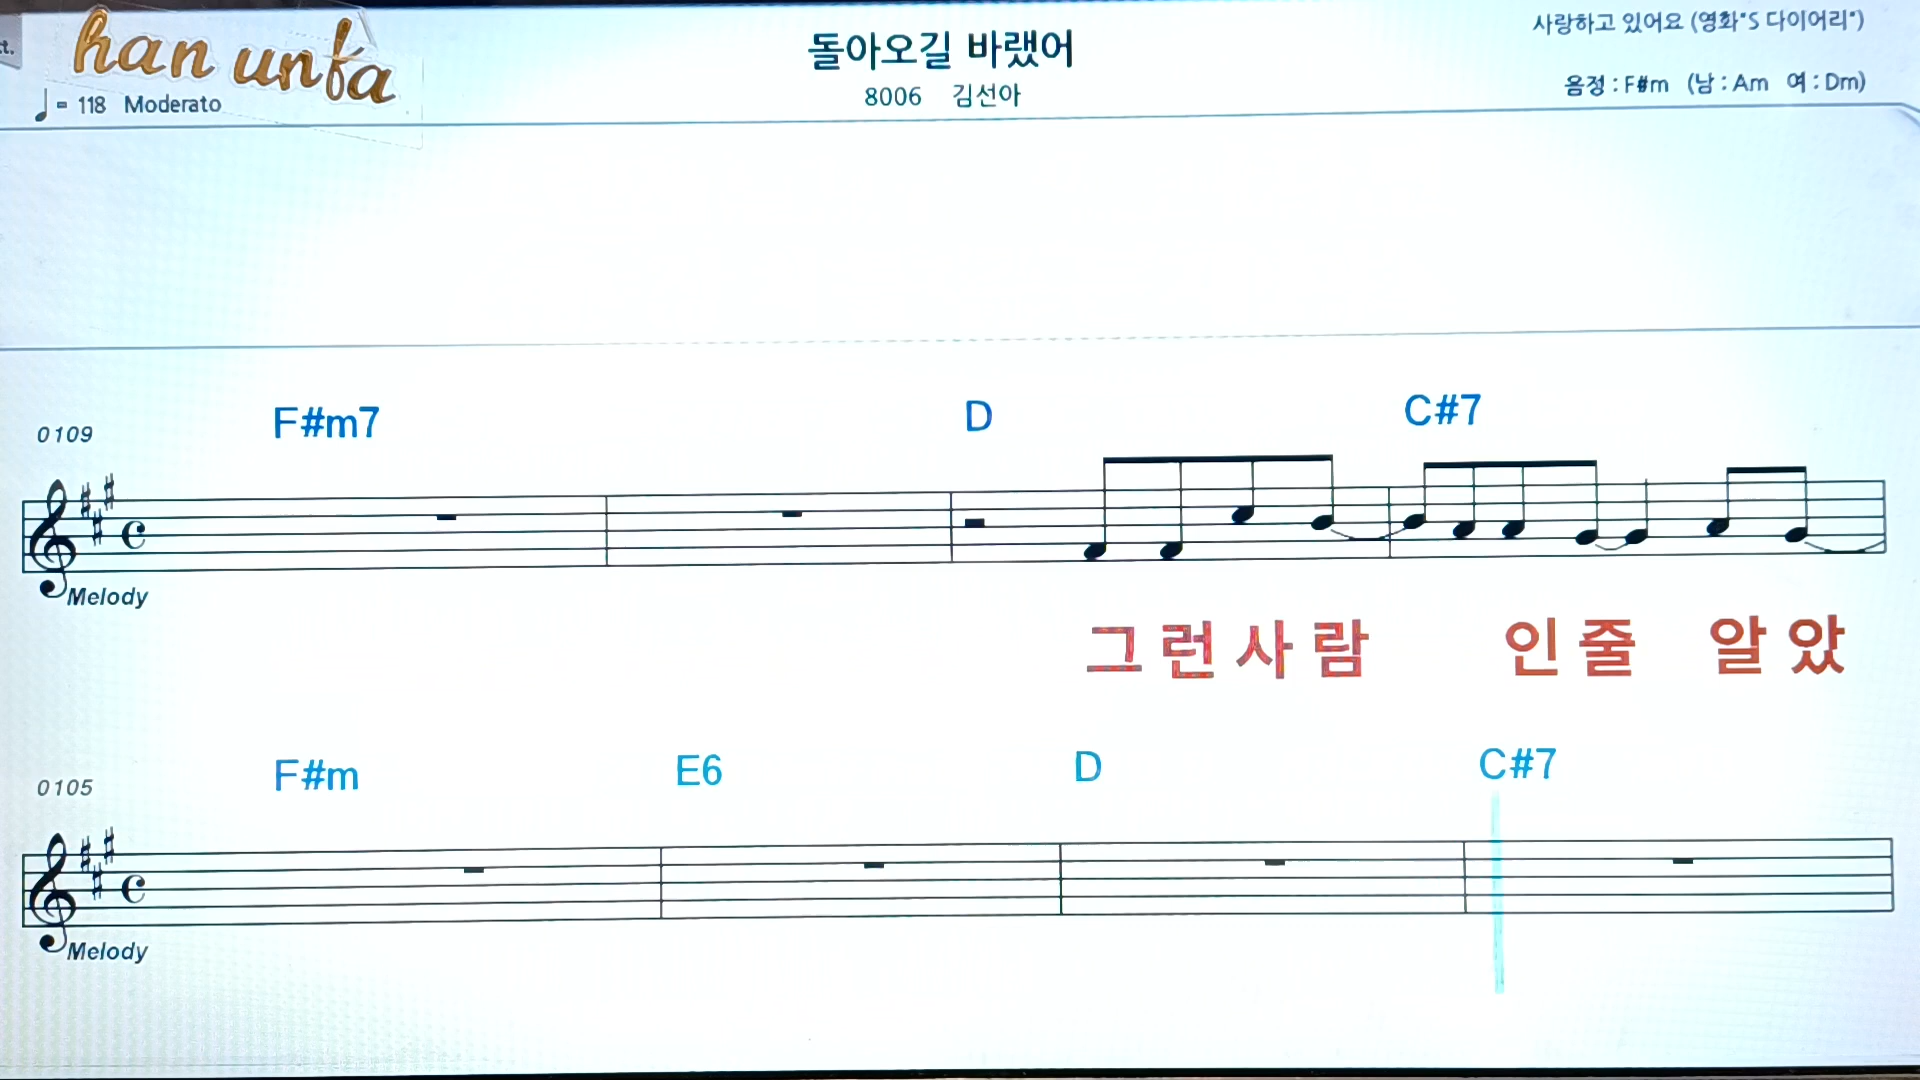 ct.
han unfa
돌아오길 바랬어
사랑하고 있어요 (영화"S 다이어리")
♩= 118 Moderato
8006 김선아
음정 : F#m (남 : Am 여 : Dm)
F#m7 D C#7
0109
Melody
그런사람 인줄 알았
F#m E6 D C#7
0105
Melody